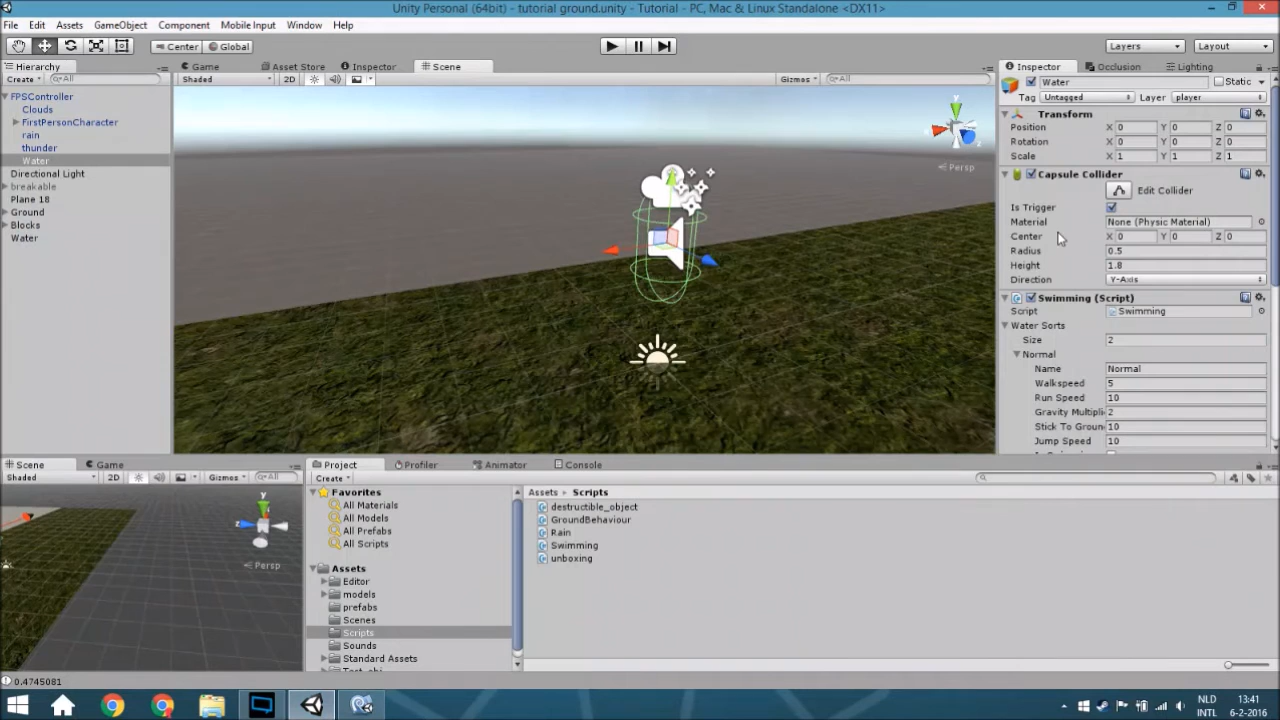 Unity Personal (64bit) - tutorial ground.unity - Tutorial - PC, Mac & Linux Standalone <DX11>
File Edit Assets GameObject Component Mobile Input Window Help
Center Global Layers Layout
Hierarchy Game Asset Store Inspector Scene Inspector Occlusion Lighting
Create All Shaded 2D Gizmos All Water Static
FPSController Tag Untagged Layer player
Clouds Transform
FirstPersonCharacter Position X 0 Y 0 Z 0
rain Rotation X 0 Y 0 Z 0
thunder Scale X 1 Y 1 Z 1
Water
Directional Light Capsule Collider
breakable Edit Collider
Plane 18 Is Trigger
Ground Material None (Physic Material)
Blocks Center X 0 Y 0 Z 0
Water Radius 0.5
Height 1.8
Direction Y-Axis
Swimming (Script)
Script Swimming
Water Sorts
Size 2
Normal
Name Normal
Walkspeed 5
Run Speed 10
Gravity Multipli 2
Stick To Groun 10
Jump Speed 10
y
x
z
Persp
Scene Game Project Profiler Animator Console
Shaded 2D Gizmos All Create
Favorites Assets Scripts
All Materials destructible_object
All Models GroundBehaviour
All Prefabs Rain
All Scripts Swimming
unboxing
Assets
Editor
models
prefabs
Scenes
Scripts
Sounds
Standard Assets
y
z
Persp
0.4745081
NLD 13:41
INTL 6-2-2016